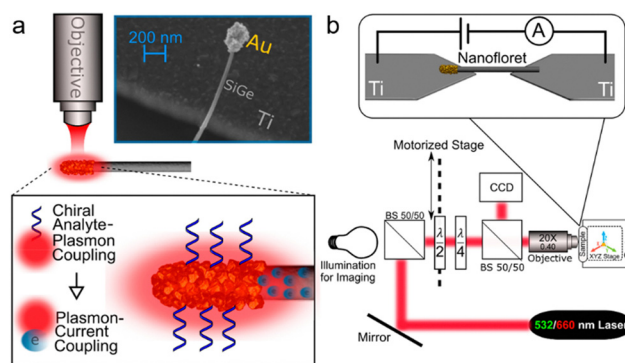 a
Objective
200 nm
Au
SiGe
Ti
Chiral
Analyte-
Plasmon
Coupling
Plasmon-
Current
Coupling
e
b
A
Nanofloret
Ti
Ti
Motorized Stage
CCD
BS 50/50
λ
2
λ
4
20X
0.40
Sample
XYZ Stage
Illumination
for Imaging
BS 50/50
Objective
532/660 nm Laser
Mirror